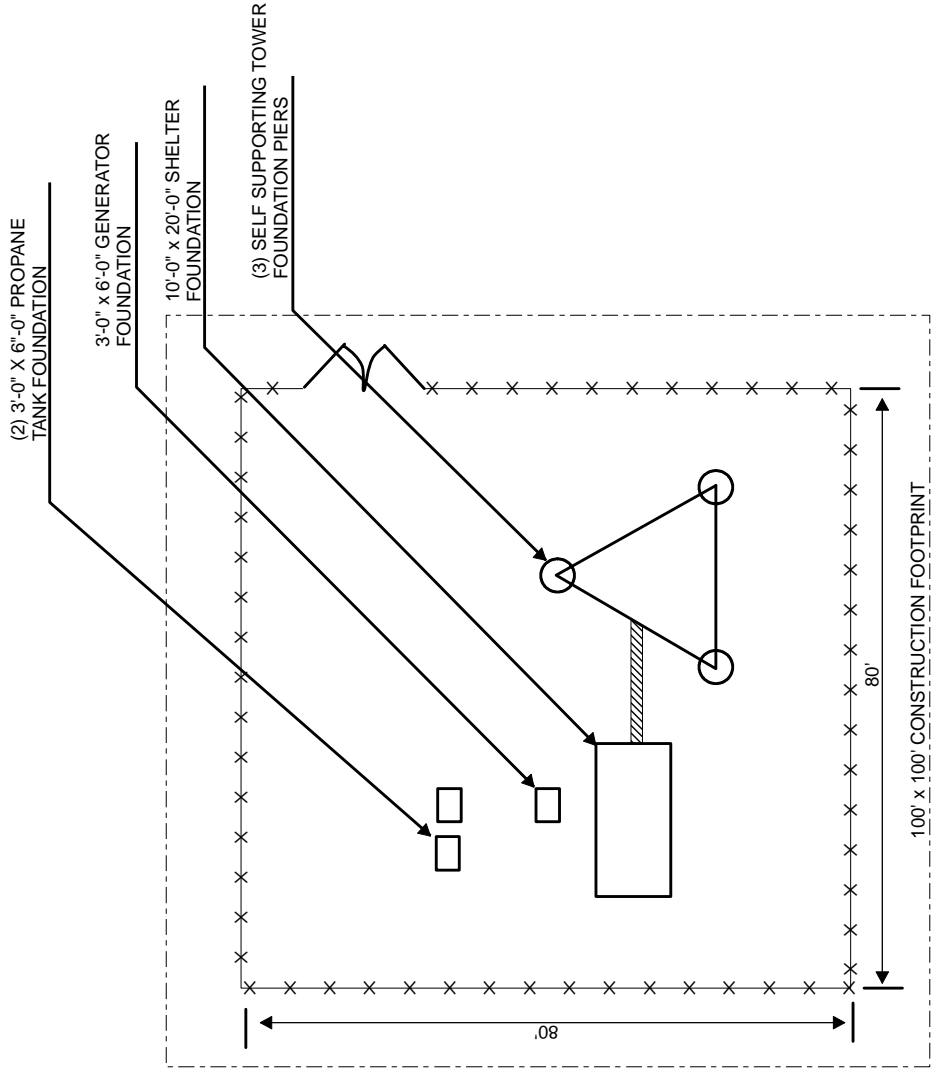 (2) 3'-0" X 6"-0" PROPANE
TANK FOUNDATION
3'-0" x 6'-0" GENERATOR
FOUNDATION
10'-0" x 20'-0" SHELTER
FOUNDATION
(3) SELF SUPPORTING TOWER
FOUNDATION PIERS
80'
80'
100' x 100' CONSTRUCTION FOOTPRINT